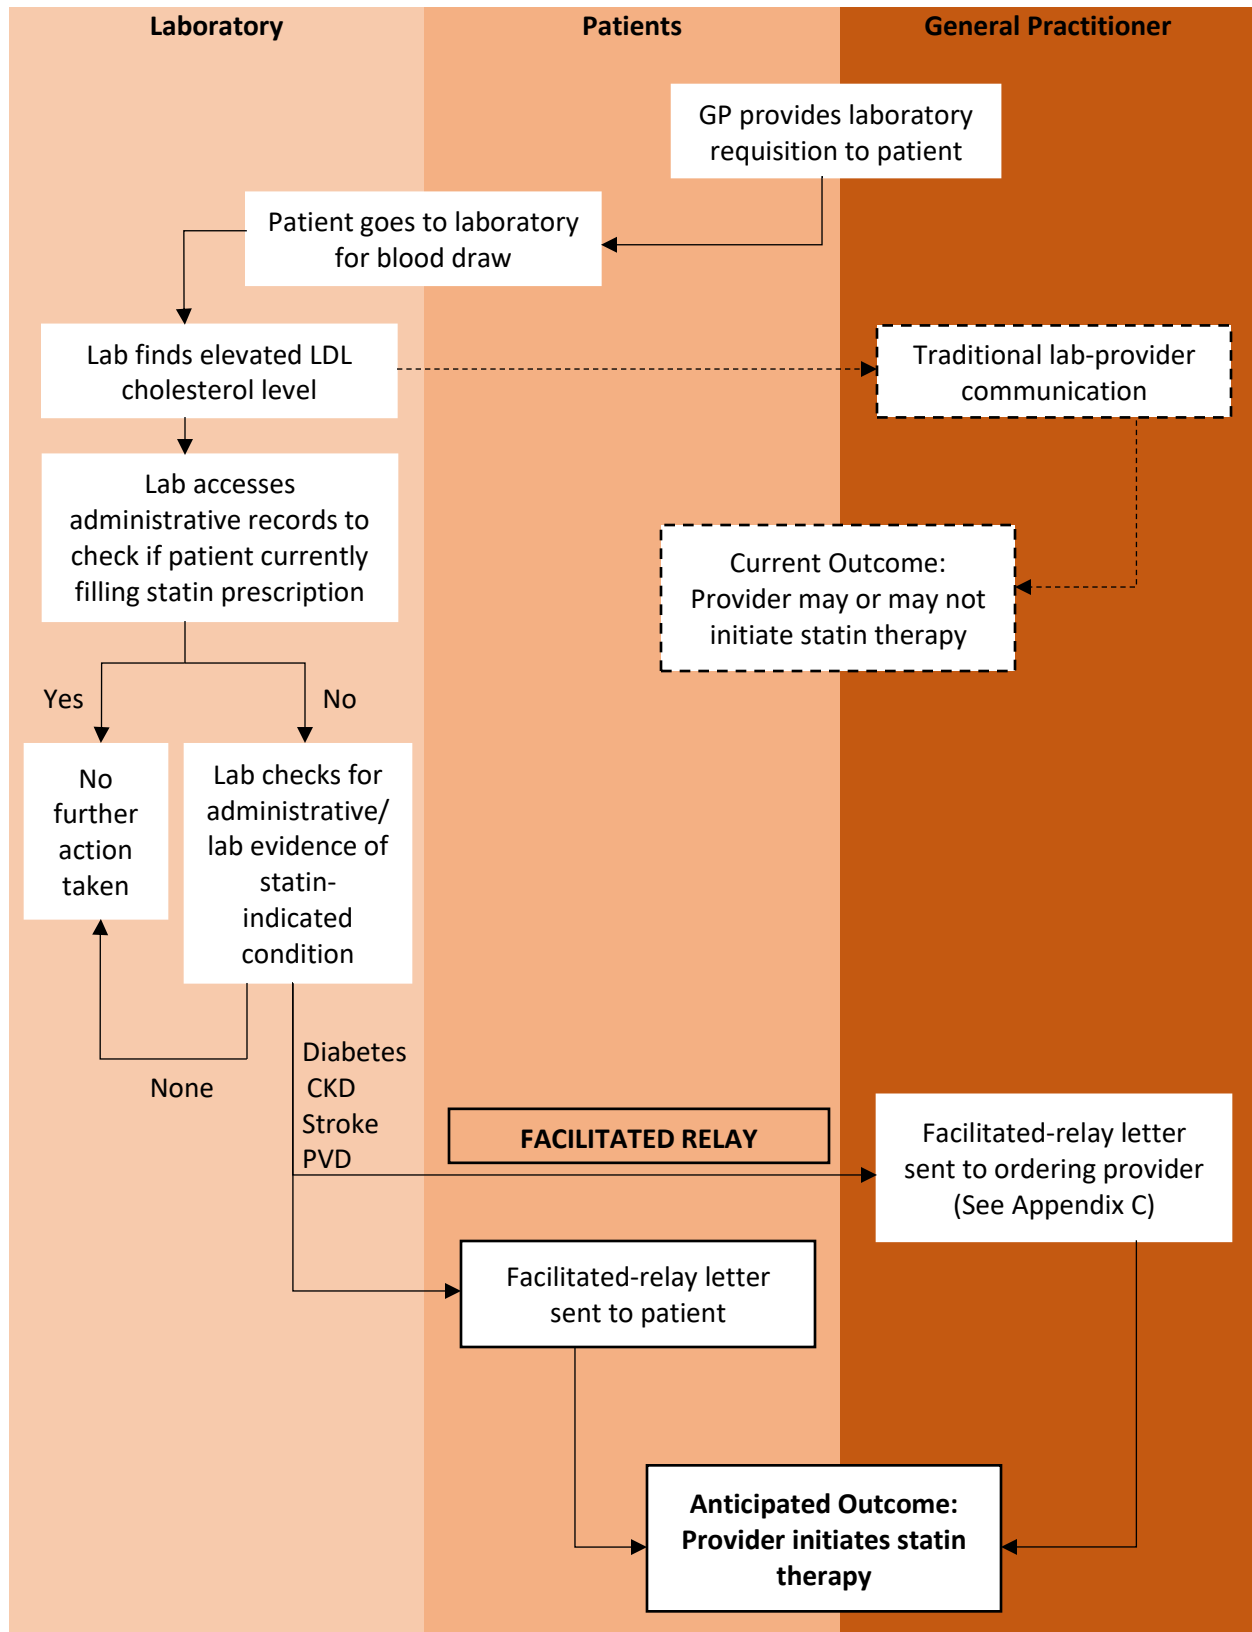 Laboratory
Patients
General Practitioner
GP provides laboratory
requisition to patient
Patient goes to laboratory
for blood draw
Lab finds elevated LDL
cholesterol level
Traditional lab-provider
communication
Lab accesses
administrative records to
check if patient currently
filling statin prescription
Current Outcome:
Provider may or may not
initiate statin therapy
Yes
No
No
further
action
taken
Lab checks for
administrative/
lab evidence of
statin-
indicated
condition
None
Diabetes
CKD
Stroke
PVD
FACILITATED RELAY
Facilitated-relay letter
sent to ordering provider
(See Appendix C)
Facilitated-relay letter
sent to patient
Anticipated Outcome:
Provider initiates statin
therapy